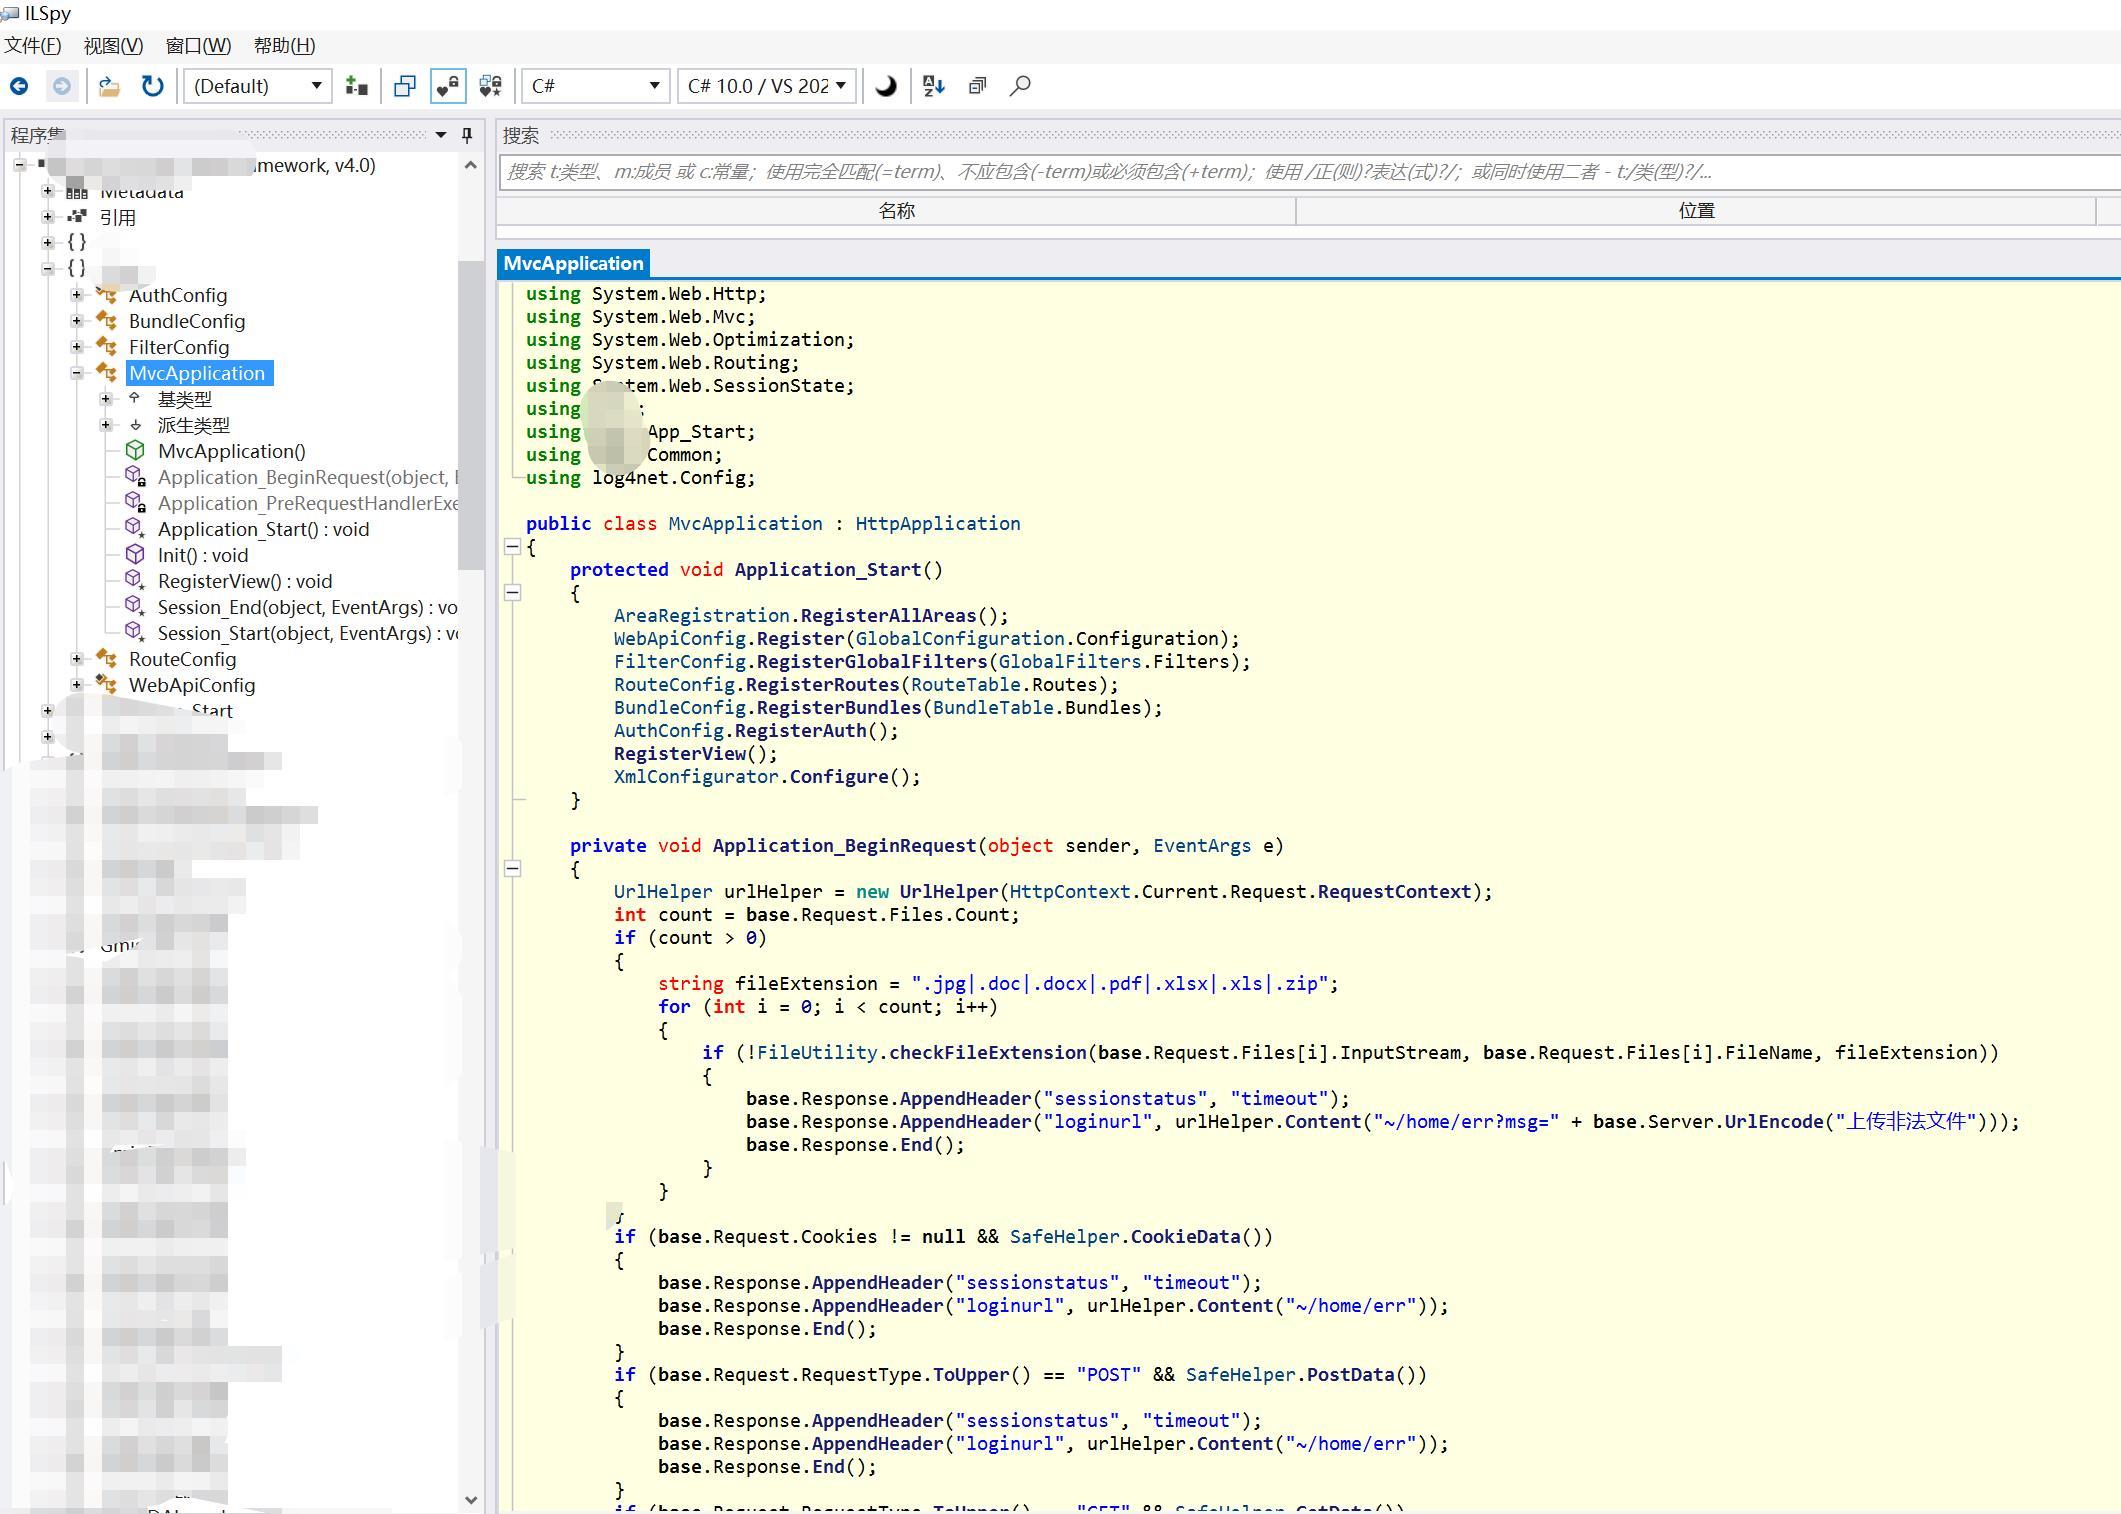 ILSpy
文件(F) 视图(V) 窗口(W) 帮助(H)
(Default) C# C# 10.0 / VS 202
程序集
mework, v4.0)
Metadata
引用
{ }
{ }
AuthConfig
BundleConfig
FilterConfig
MvcApplication
基类型
派生类型
MvcApplication()
Application_BeginRequest(object, E
Application_PreRequestHandlerExe
Application_Start() : void
Init() : void
RegisterView() : void
Session_End(object, EventArgs) : vo
Session_Start(object, EventArgs) : vo
RouteConfig
WebApiConfig
_Start
搜索
搜索 t:类型、m:成员 或 c:常量；使用完全匹配(=term)、不应包含(-term)或必须包含(+term)；使用 /正(则)?表达(式)?/；或同时使用二者 - t:/类(型)?/...
名称 位置
MvcApplication
using System.Web.Http;
using System.Web.Mvc;
using System.Web.Optimization;
using System.Web.Routing;
using System.Web.SessionState;
using ;
using App_Start;
using Common;
using log4net.Config;
public class MvcApplication : HttpApplication
{
protected void Application_Start()
{
AreaRegistration.RegisterAllAreas();
WebApiConfig.Register(GlobalConfiguration.Configuration);
FilterConfig.RegisterGlobalFilters(GlobalFilters.Filters);
RouteConfig.RegisterRoutes(RouteTable.Routes);
BundleConfig.RegisterBundles(BundleTable.Bundles);
AuthConfig.RegisterAuth();
RegisterView();
XmlConfigurator.Configure();
}
private void Application_BeginRequest(object sender, EventArgs e)
{
UrlHelper urlHelper = new UrlHelper(HttpContext.Current.Request.RequestContext);
int count = base.Request.Files.Count;
if (count > 0)
{
string fileExtension = ".jpg|.doc|.docx|.pdf|.xlsx|.xls|.zip";
for (int i = 0; i < count; i++)
{
if (!FileUtility.checkFileExtension(base.Request.Files[i].InputStream, base.Request.Files[i].FileName, fileExtension))
{
base.Response.AppendHeader("sessionstatus", "timeout");
base.Response.AppendHeader("loginurl", urlHelper.Content("~/home/err?msg=" + base.Server.UrlEncode("上传非法文件")));
base.Response.End();
}
}
}
if (base.Request.Cookies != null && SafeHelper.CookieData())
{
base.Response.AppendHeader("sessionstatus", "timeout");
base.Response.AppendHeader("loginurl", urlHelper.Content("~/home/err"));
base.Response.End();
}
if (base.Request.RequestType.ToUpper() == "POST" && SafeHelper.PostData())
{
base.Response.AppendHeader("sessionstatus", "timeout");
base.Response.AppendHeader("loginurl", urlHelper.Content("~/home/err"));
base.Response.End();
}
if (base.Request.RequestType.ToUpper() == "GET" && SafeHelper.GetData())